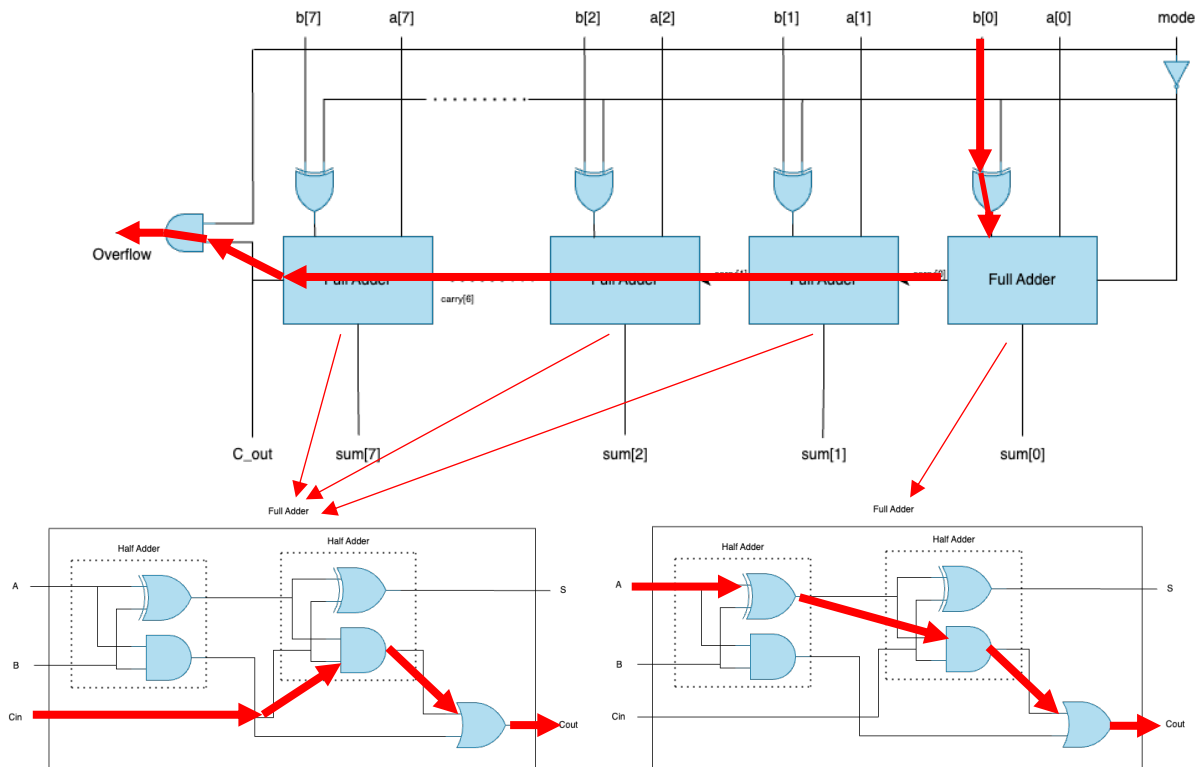 b[7] a[7] b[2] a[2] b[1] a[1] b[0] a[0] mode
Overflow
Full Adder Full Adder Full Adder Full Adder
carry[6]
C_out sum[7] sum[2] sum[1] sum[0]
Full Adder Full Adder
Half Adder Half Adder Half Adder Half Adder
A S A S
B B
Cin Cout Cin Cout